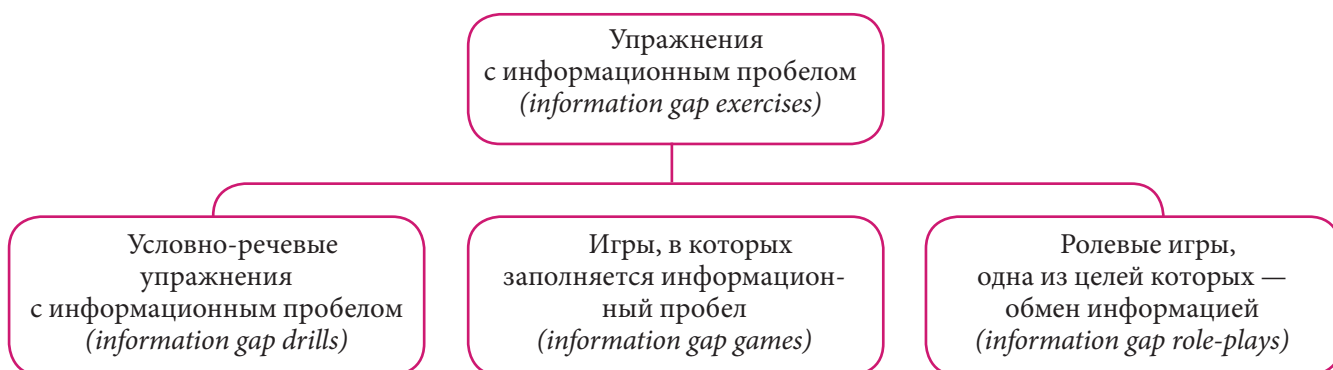 Упражнения
с информационным пробелом
(information gap exercises)
Условно-речевые
упражнения
с информационным пробелом
(information gap drills)
Игры, в которых
заполняется информацион-
ный пробел
(information gap games)
Ролевые игры,
одна из целей которых —
обмен информацией
(information gap role-plays)